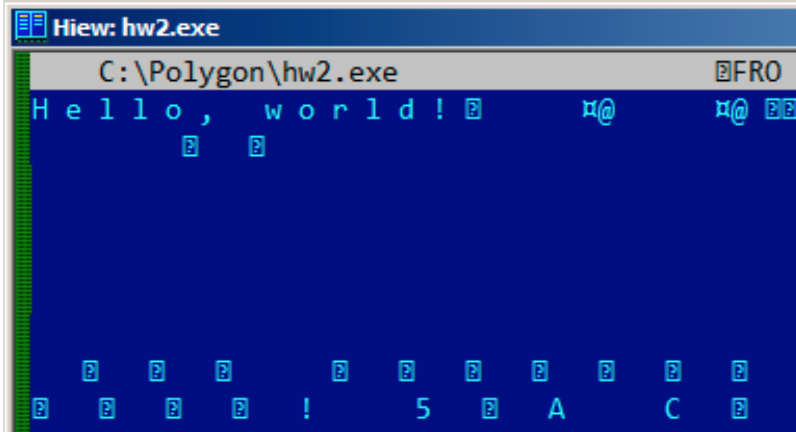 Hiew: hw2.exe
C:\Polygon\hw2.exe FRO
H e l l o , w o r l d ! ¤@ ¤@
! 5 A C